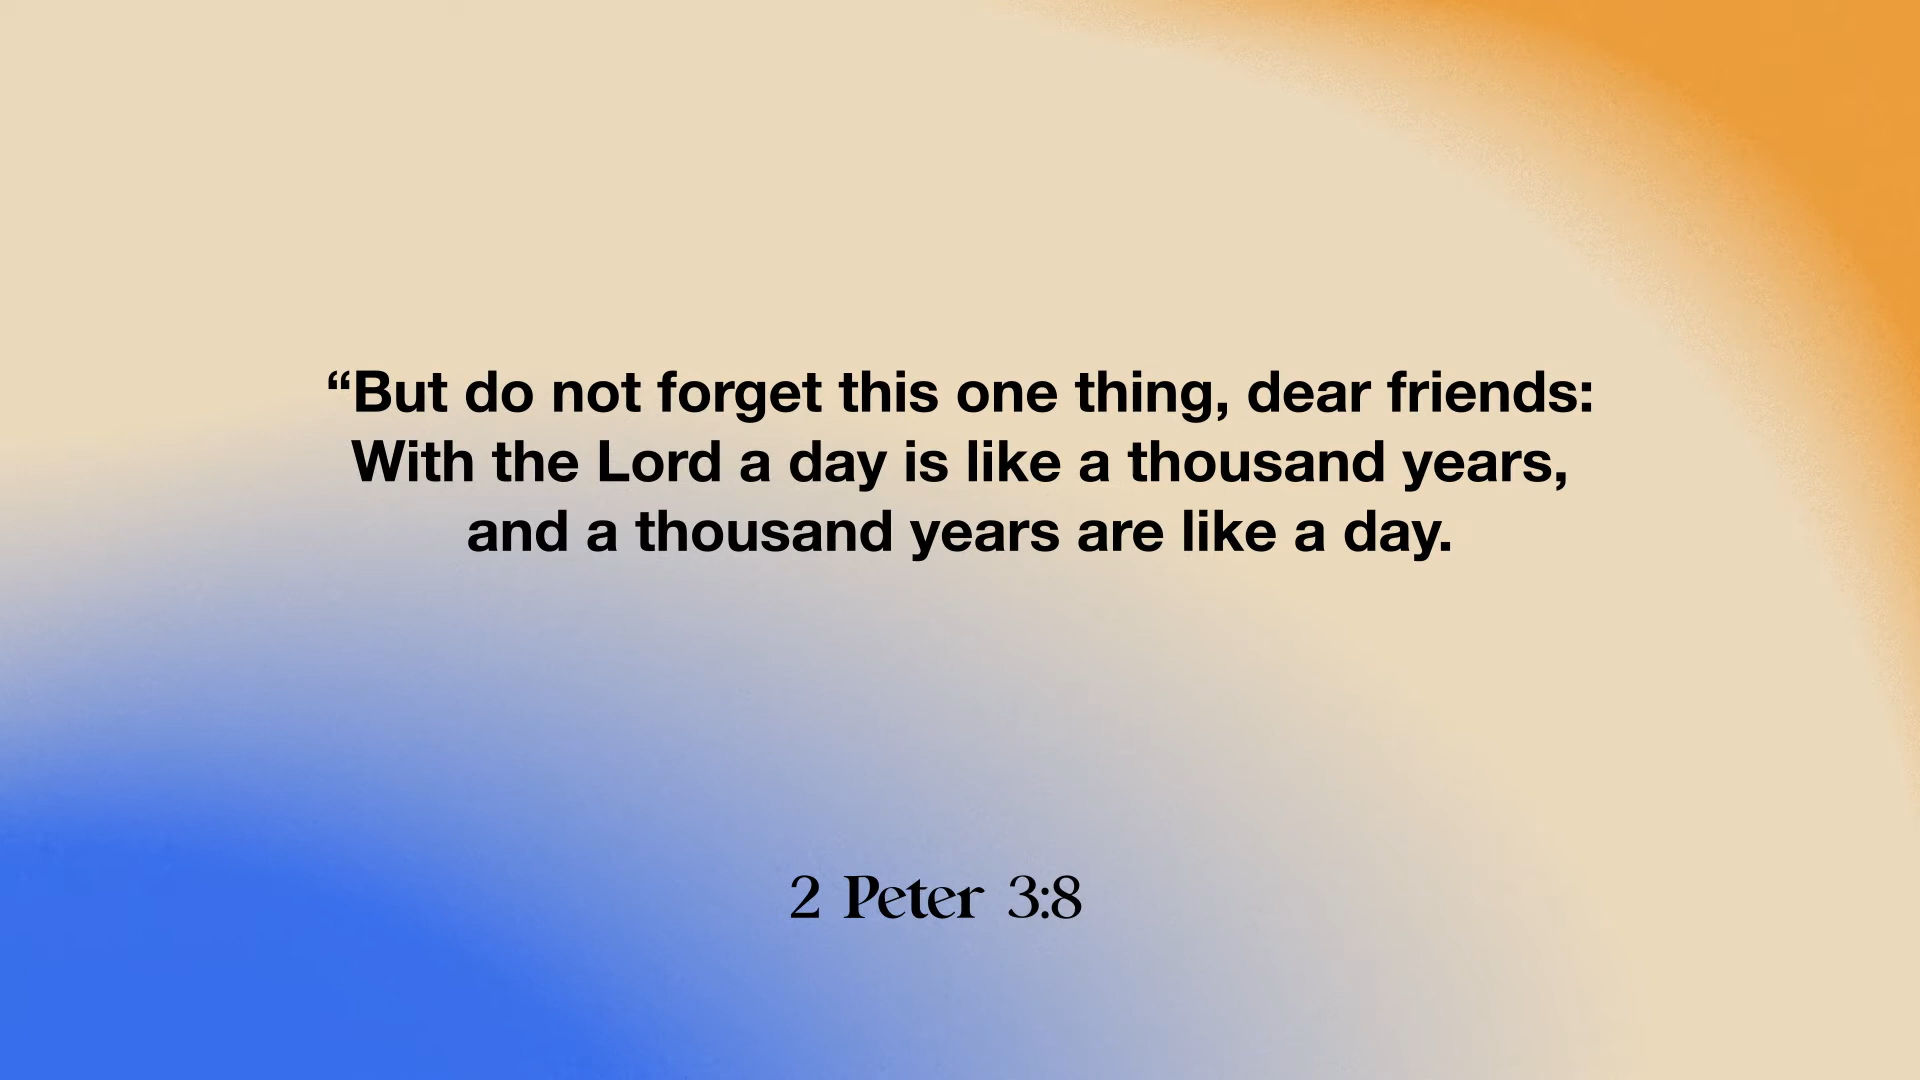 “But do not forget this one thing, dear friends:
With the Lord a day is like a thousand years,
and a thousand years are like a day.
2 Peter 3:8